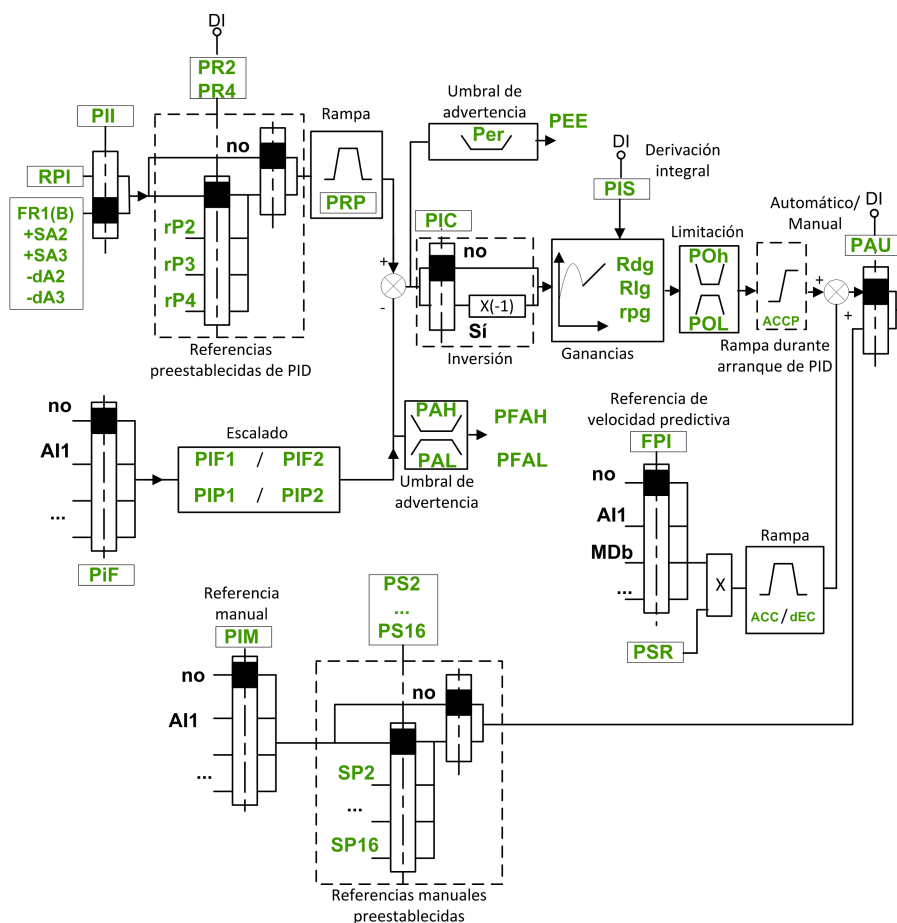 DI
PR2
PR4
PII
RPI
FR1(B)
+SA2
+SA3
-dA2
-dA3
no
rP2
rP3
rP4
Referencias
preestablecidas de PID
Rampa
PRP
+
-
Umbral de
advertencia
Per
PEE
PIC
no
X(-1)
Sí
Inversión
DI
Derivación
integral
PIS
Rdg
RIg
rpg
Ganancias
Limitación
POh
POL
ACCP
Rampa durante
arranque de PID
Automático/
Manual
DI
PAU
+
+
no
AI1
...
PiF
Escalado
PIF1 / PIF2
PIP1 / PIP2
PAH
PAL
PFAH
PFAL
Umbral de
advertencia
Referencia de
velocidad predictiva
FPI
no
AI1
MDb
...
PSR
X
Rampa
ACC/dEC
Referencia
manual
PIM
no
AI1
...
PS2
...
PS16
no
SP2
...
SP16
Referencias manuales
preestablecidas